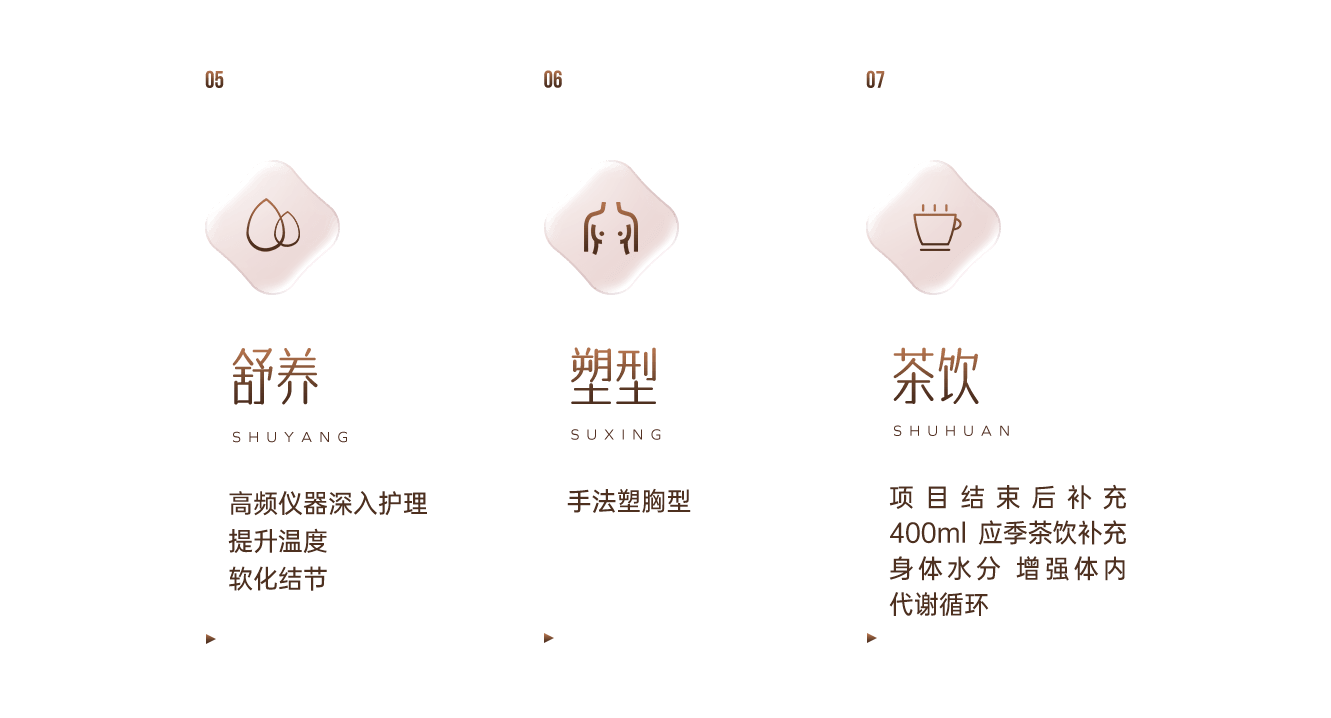 05
舒养
SHUYANG
高频仪器深入护理
提升温度
软化结节
06
塑型
SUXING
手法塑胸型
07
茶饮
SHUHUAN
项目结束后补充
400ml 应季茶饮补充
身体水分 增强体内
代谢循环